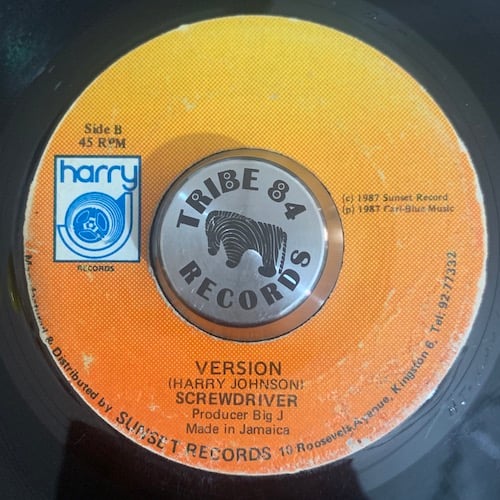 Side B
45 RPM
harry
RECORDS
TRIBE 84
RECORDS
(c) 1987 Sunset Record
(p) 1987 Carl-Blue Music
VERSION
(HARRY JOHNSON)
SCREWDRIVER
Producer Big J
Made in Jamaica
& Distributed by SUNSET RECORDS 10 Roosevelt Avenue, Kingston 6, Tel: 92-77332